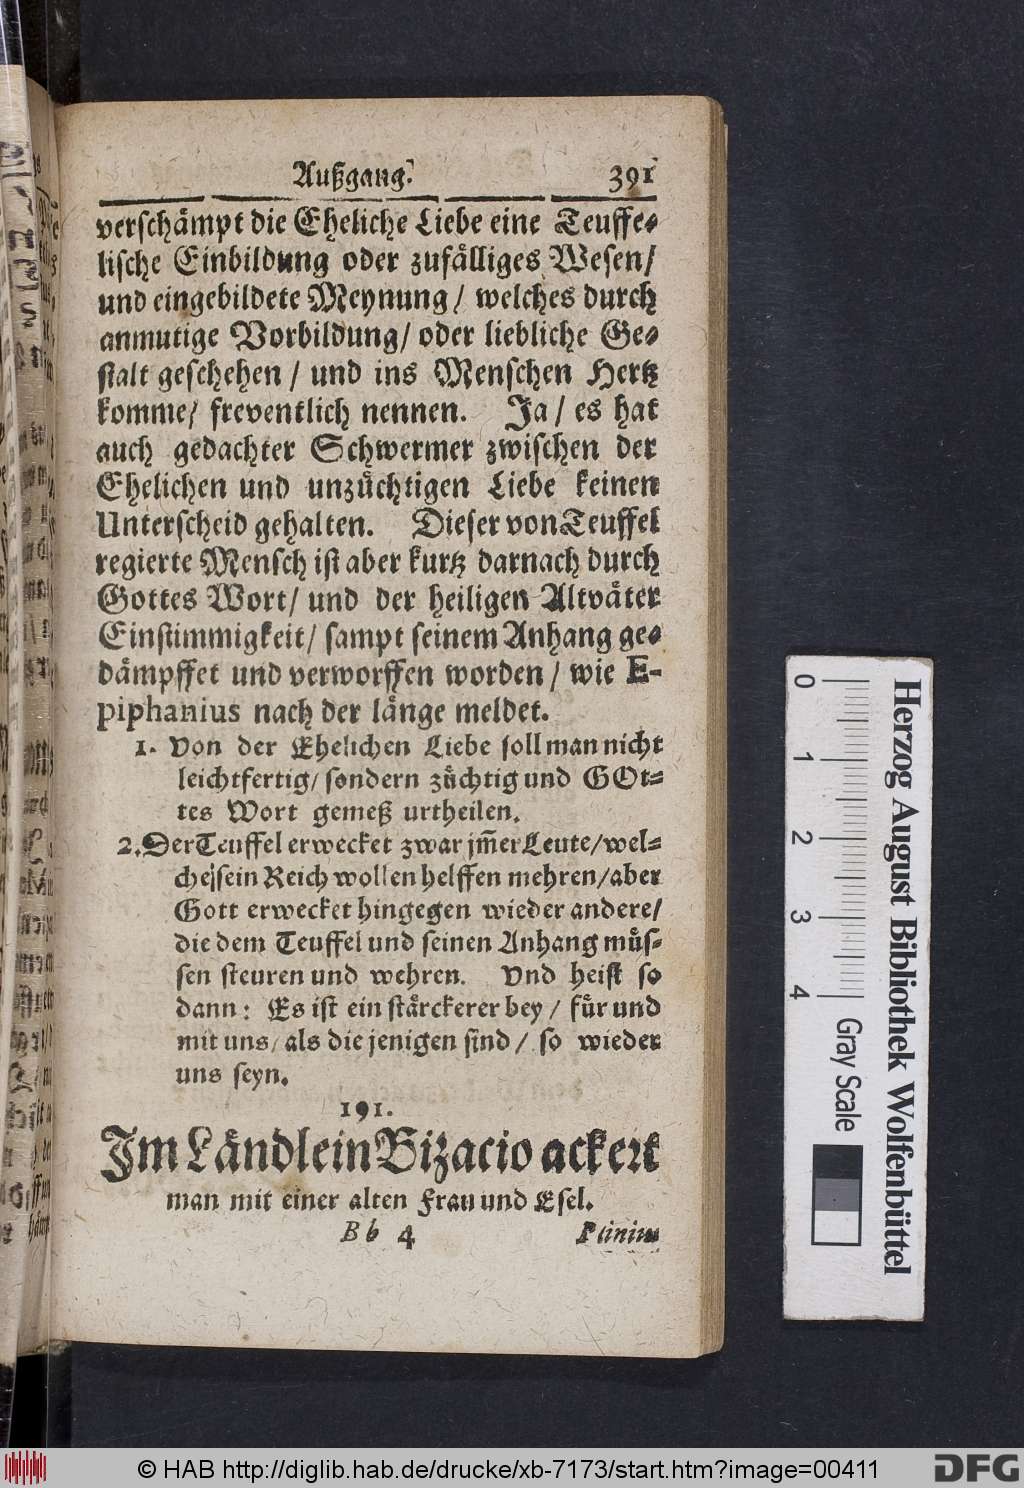 Außgang. 391
verschämpt die Eheliche Liebe eine Teuffe-
lische Einbildung oder zufälliges Wesen/
und eingebildete Meynung/ welches durch
anmutige Vorbildung/ oder liebliche Ge-
stalt geschehen / und ins Menschen Hertz
komme/ freventlich nennen. Ja / es hat
auch gedachter Schwermer zwischen der
Ehelichen und unzüchtigen Liebe keinen
Unterscheid gehalten. Dieser von Teuffel
regierte Mensch ist aber kurtz darnach durch
Gottes Wort/ und der heiligen Altväter
Einstimmigkeit/ sampt seinem Anhang ge-
dämpffet und verworffen worden / wie E-
piphanius nach der länge meldet.
1. Von der Ehelichen Liebe soll man nicht
leichtfertig/ sondern züchtig und GOt-
tes Wort gemeß urtheilen.
2. Der Teuffel erwecket zwar jm̃er Leute/wel-
che sein Reich wollen helffen mehren/aber
Gott erwecket hingegen wieder andere/
die dem Teuffel und seinen Anhang müs-
sen steuren und wehren. Vnd heist so
dann: Es ist ein stärckerer bey / für und
mit uns/ als die jenigen sind / so wieder
uns seyn.
191.
Im Ländlein Bizacio ackert
man mit einer alten Frau und Esel.
Bb 4 Plinius
0 1 2 3 4 Gray Scale
Herzog August Bibliothek Wolfenbüttel
© HAB http://diglib.hab.de/drucke/xb-7173/start.htm?image=00411
DFG